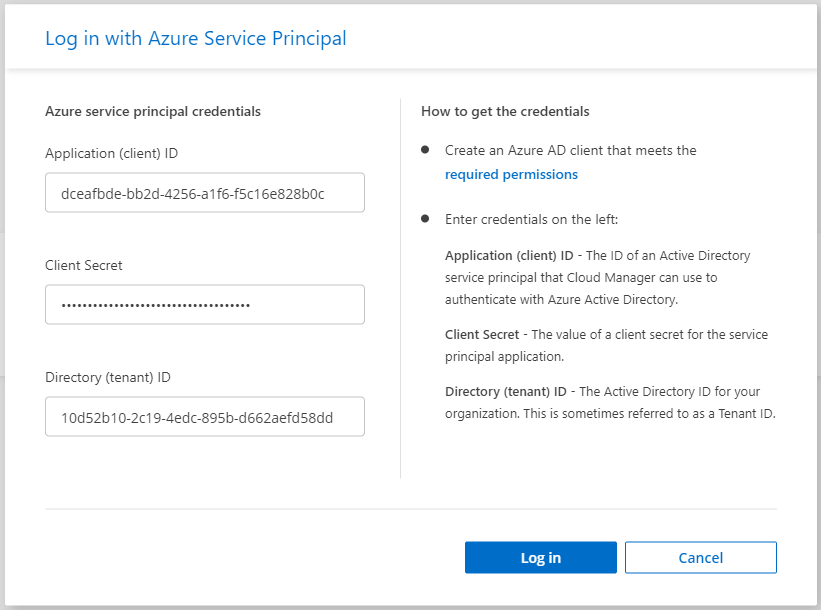 Log in with Azure Service Principal
Azure service principal credentials
Application (client) ID
dceafbde-bb2d-4256-a1f6-f5c16e828b0c
Client Secret
••••••••••••••••••••••••••••••••••••
Directory (tenant) ID
10d52b10-2c19-4edc-895b-d662aefd58dd
How to get the credentials
● Create an Azure AD client that meets the
required permissions
● Enter credentials on the left:
Application (client) ID - The ID of an Active Directory
service principal that Cloud Manager can use to
authenticate with Azure Active Directory.
Client Secret - The value of a client secret for the service
principal application.
Directory (tenant) ID - The Active Directory ID for your
organization. This is sometimes referred to as a Tenant ID.
Log in
Cancel